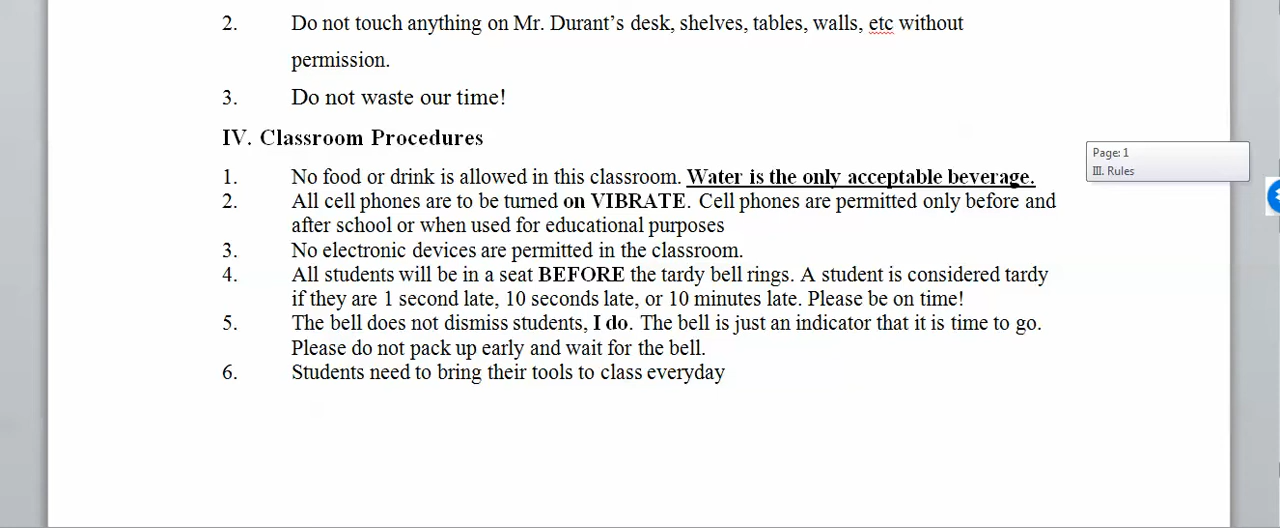 2. Do not touch anything on Mr. Durant’s desk, shelves, tables, walls, etc without
permission.
3. Do not waste our time!
IV. Classroom Procedures
1. No food or drink is allowed in this classroom. Water is the only acceptable beverage.
2. All cell phones are to be turned on VIBRATE. Cell phones are permitted only before and
after school or when used for educational purposes
3. No electronic devices are permitted in the classroom.
4. All students will be in a seat BEFORE the tardy bell rings. A student is considered tardy
if they are 1 second late, 10 seconds late, or 10 minutes late. Please be on time!
5. The bell does not dismiss students, I do. The bell is just an indicator that it is time to go.
Please do not pack up early and wait for the bell.
6. Students need to bring their tools to class everyday
Page: 1
III. Rules